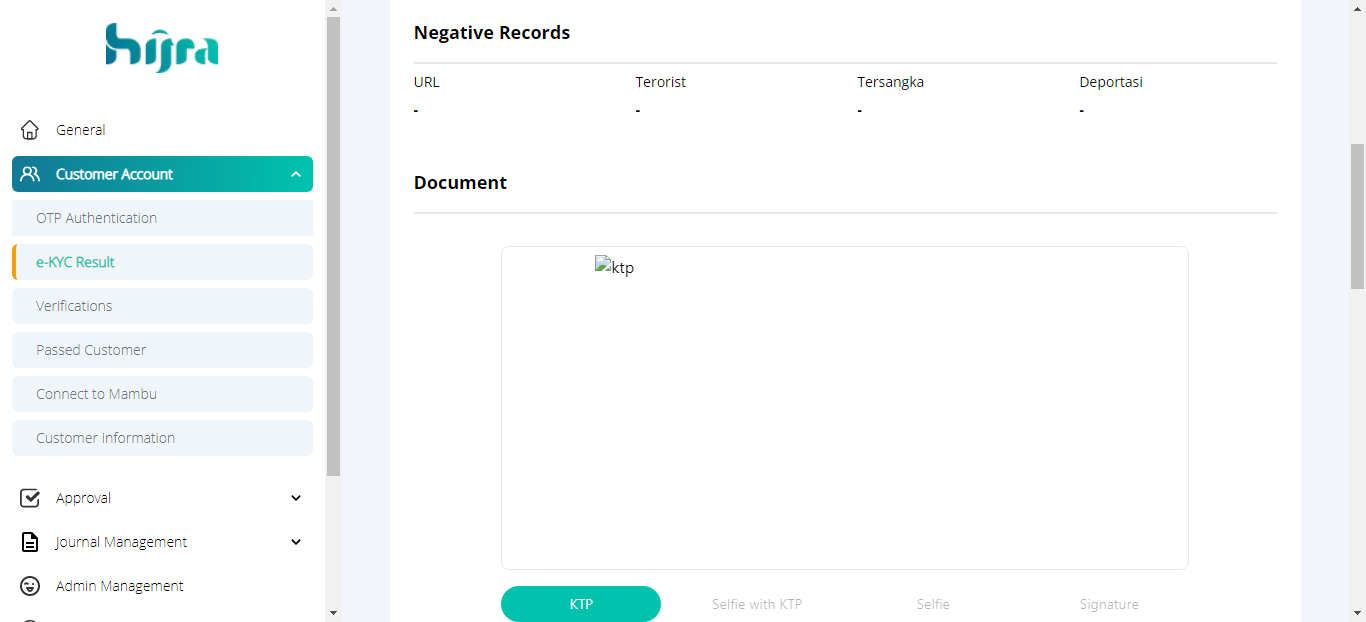 hijra
General
Customer Account
OTP Authentication
e-KYC Result
Verifications
Passed Customer
Connect to Mambu
Customer Information
Approval
Journal Management
Admin Management
Negative Records
URL Terorist Tersangka Deportasi
- - - -
Document
ktp
KTP Selfie with KTP Selfie Signature